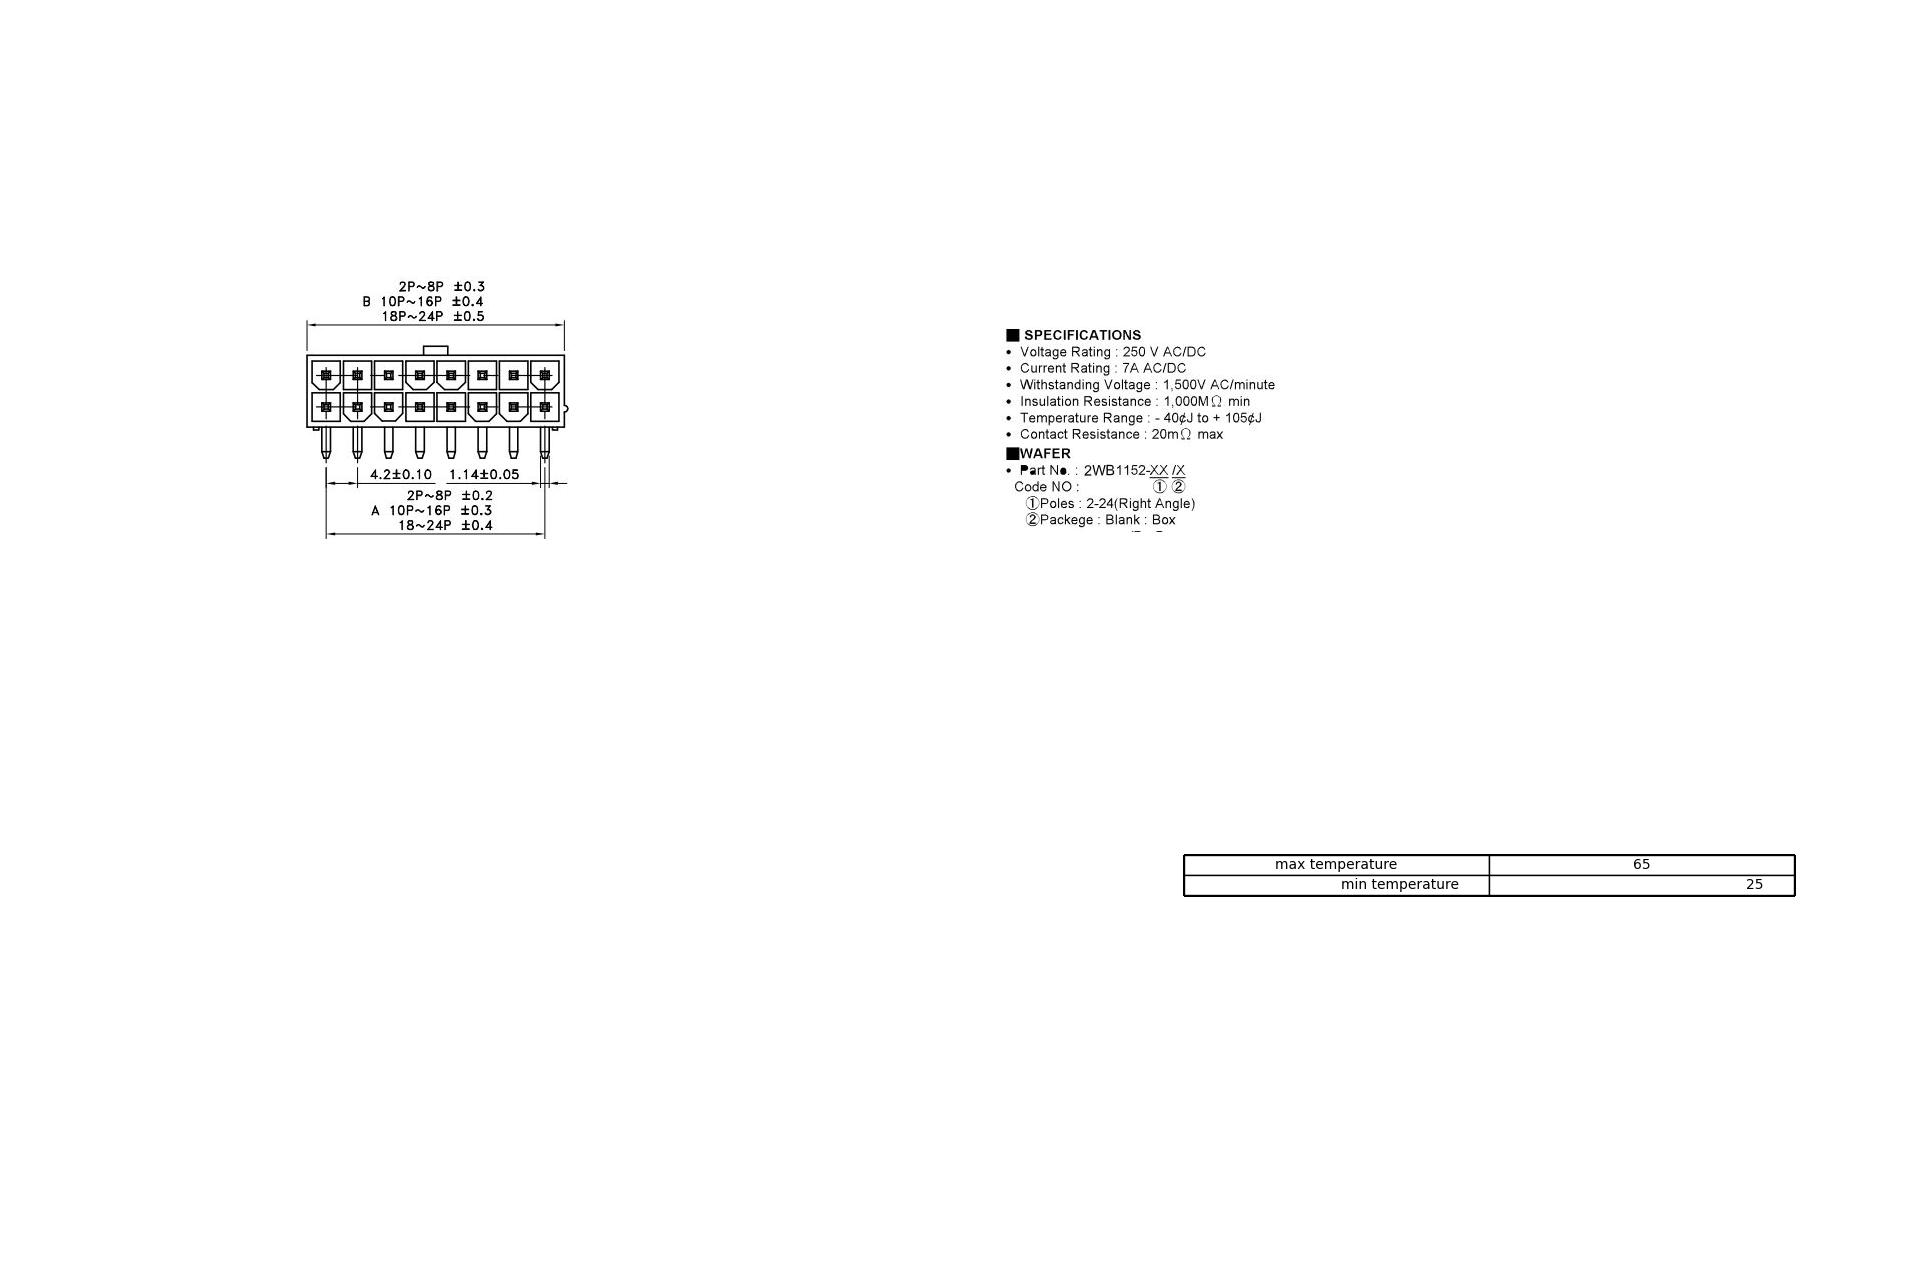 2P~8P ±0.3
B 10P~16P ±0.4
18P~24P ±0.5
4.2±0.10 1.14±0.05
2P~8P ±0.2
A 10P~16P ±0.3
18~24P ±0.4
■ SPECIFICATIONS
• Voltage Rating : 250 V AC/DC
• Current Rating : 7A AC/DC
• Withstanding Voltage : 1,500V AC/minute
• Insulation Resistance : 1,000MΩ min
• Temperature Range : - 40¢J to + 105¢J
• Contact Resistance : 20mΩ max
■WAFER
• Part No. : 2WB1152-XX /X
Code NO : ① ②
①Poles : 2-24(Right Angle)
②Packege : Blank : Box
max temperature 65
min temperature 25